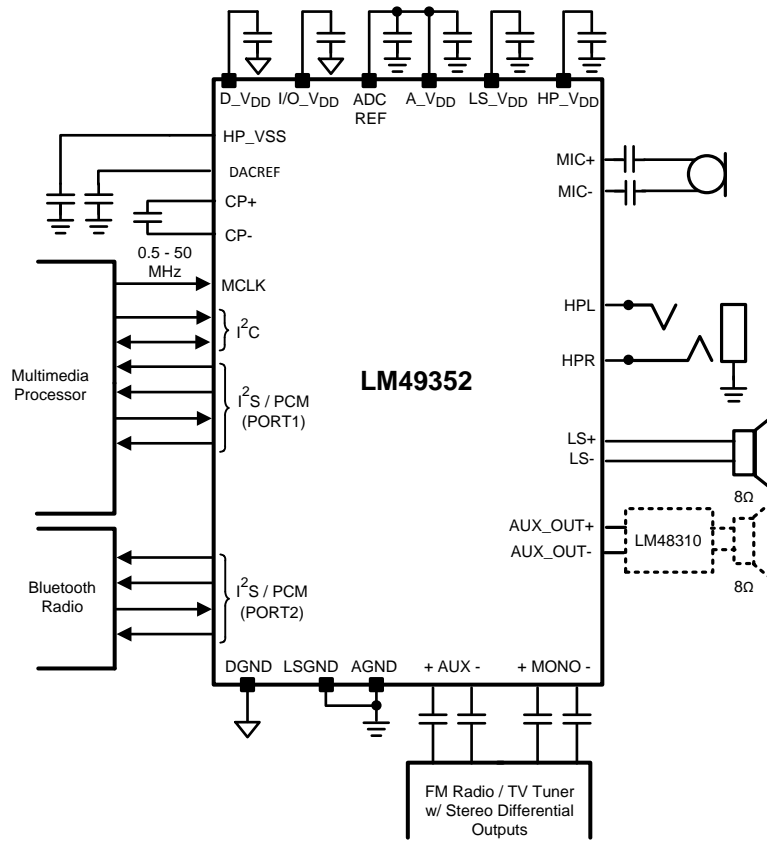 D_VDD I/O_VDD ADC REF A_VDD LS_VDD HP_VDD
HP_VSS
DACREF
CP+
CP-
0.5 - 50
MHz
MCLK
I2C
I2S / PCM
(PORT1)
Multimedia
Processor
I2S / PCM
(PORT2)
Bluetooth
Radio
LM49352
MIC+
MIC-
HPL
HPR
LS+
LS-
8Ω
AUX_OUT+
AUX_OUT-
LM48310
8Ω
DGND LSGND AGND + AUX - + MONO -
FM Radio / TV Tuner
w/ Stereo Differential
Outputs